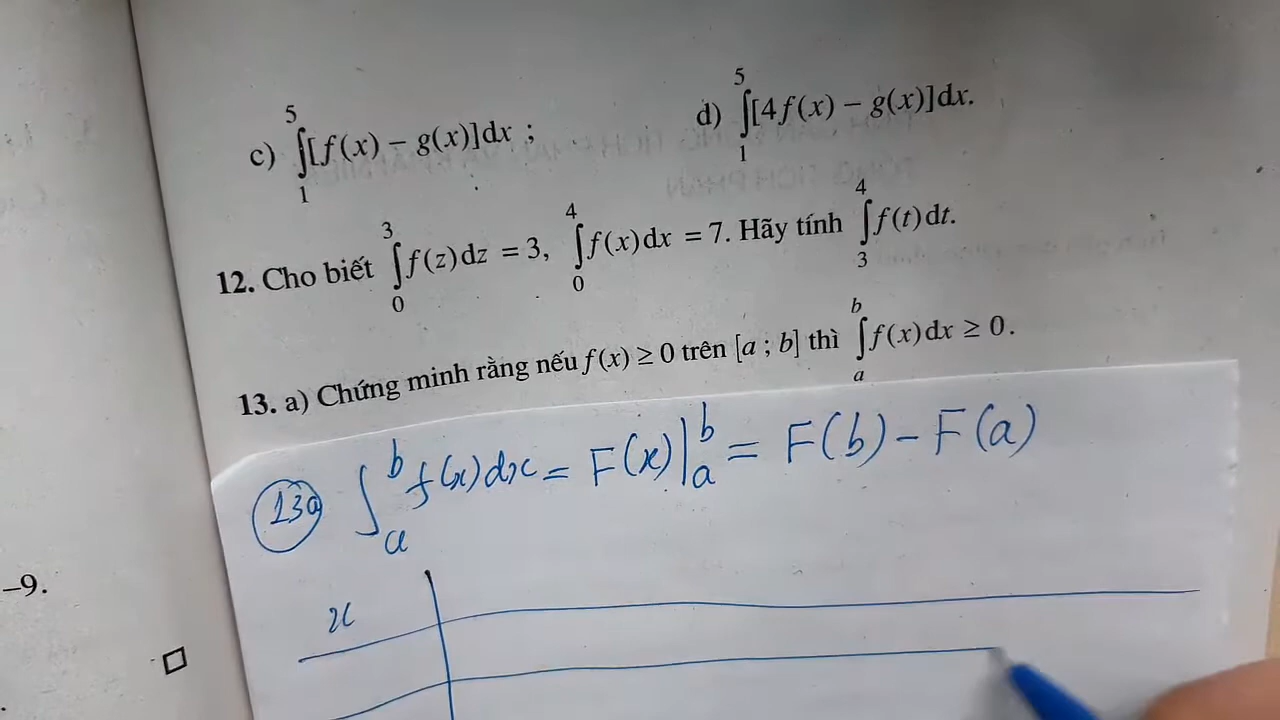 c) ∫₁⁵[f(x) − g(x)]dx ; d) ∫₁⁵[4f(x) − g(x)]dx.
12. Cho biết ∫₀³f(z)dz = 3, ∫₀⁴f(x)dx = 7. Hãy tính ∫₃⁴f(t)dt.
13. a) Chứng minh rằng nếu f(x) ≥ 0 trên [a ; b] thì ∫ₐᵇf(x)dx ≥ 0.
13a ∫ₐᵇ f(x)dx = F(x)|ₐᵇ = F(b) − F(a)
–9.
x